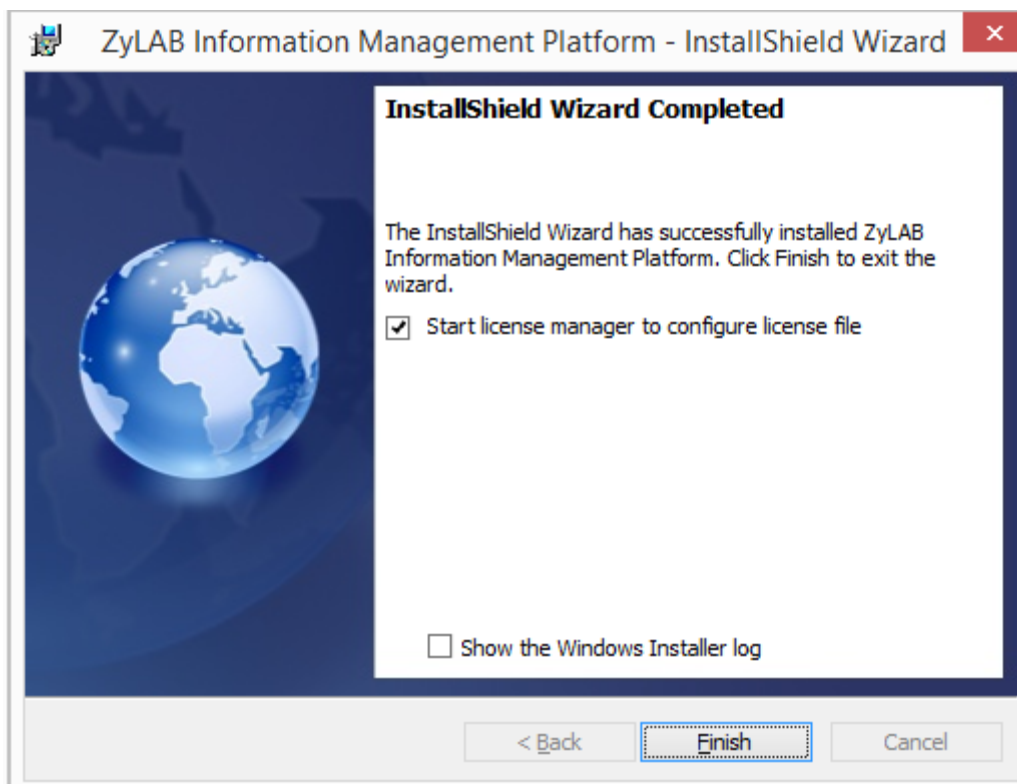 ZyLAB Information Management Platform - InstallShield Wizard
InstallShield Wizard Completed
The InstallShield Wizard has successfully installed ZyLAB
Information Management Platform. Click Finish to exit the
wizard.
Start license manager to configure license file
Show the Windows Installer log
< Back
Finish
Cancel